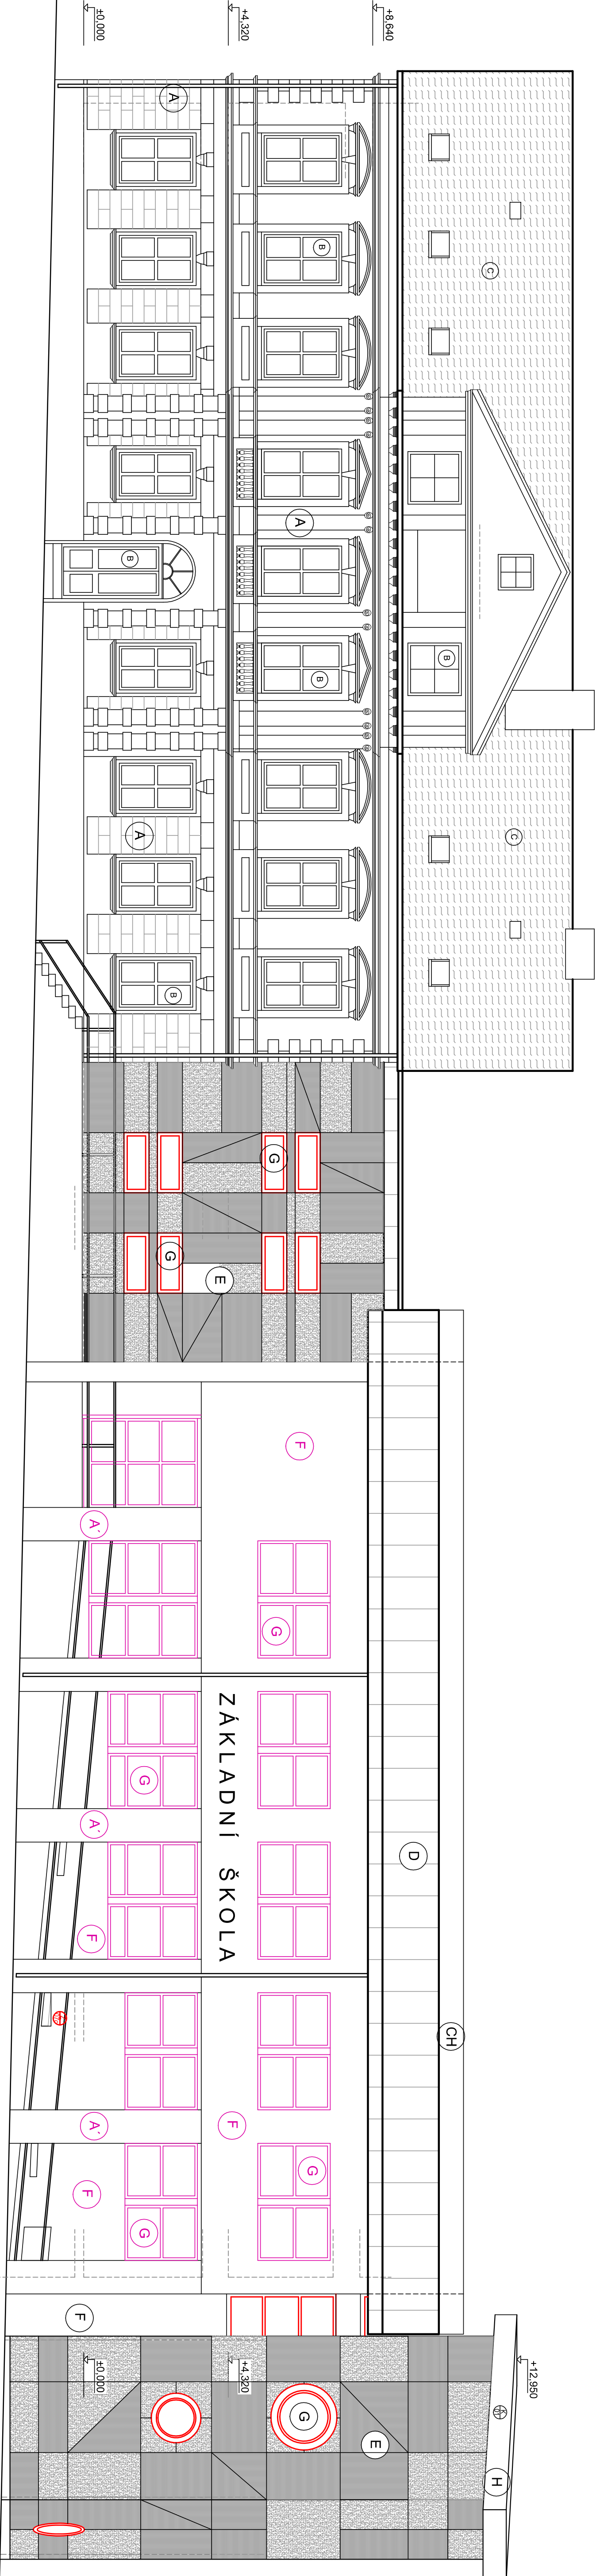 +8,640
+4,320
±0.000
C
C
B
B
A
B
B
A
A
B
G
E
G
CH
D
F
G
G
ZÁKLADNÍ ŠKOLA
F
G
G
A´
A´
A´
F
F
F
+12,950
H
E
G
+4,320
±0.000